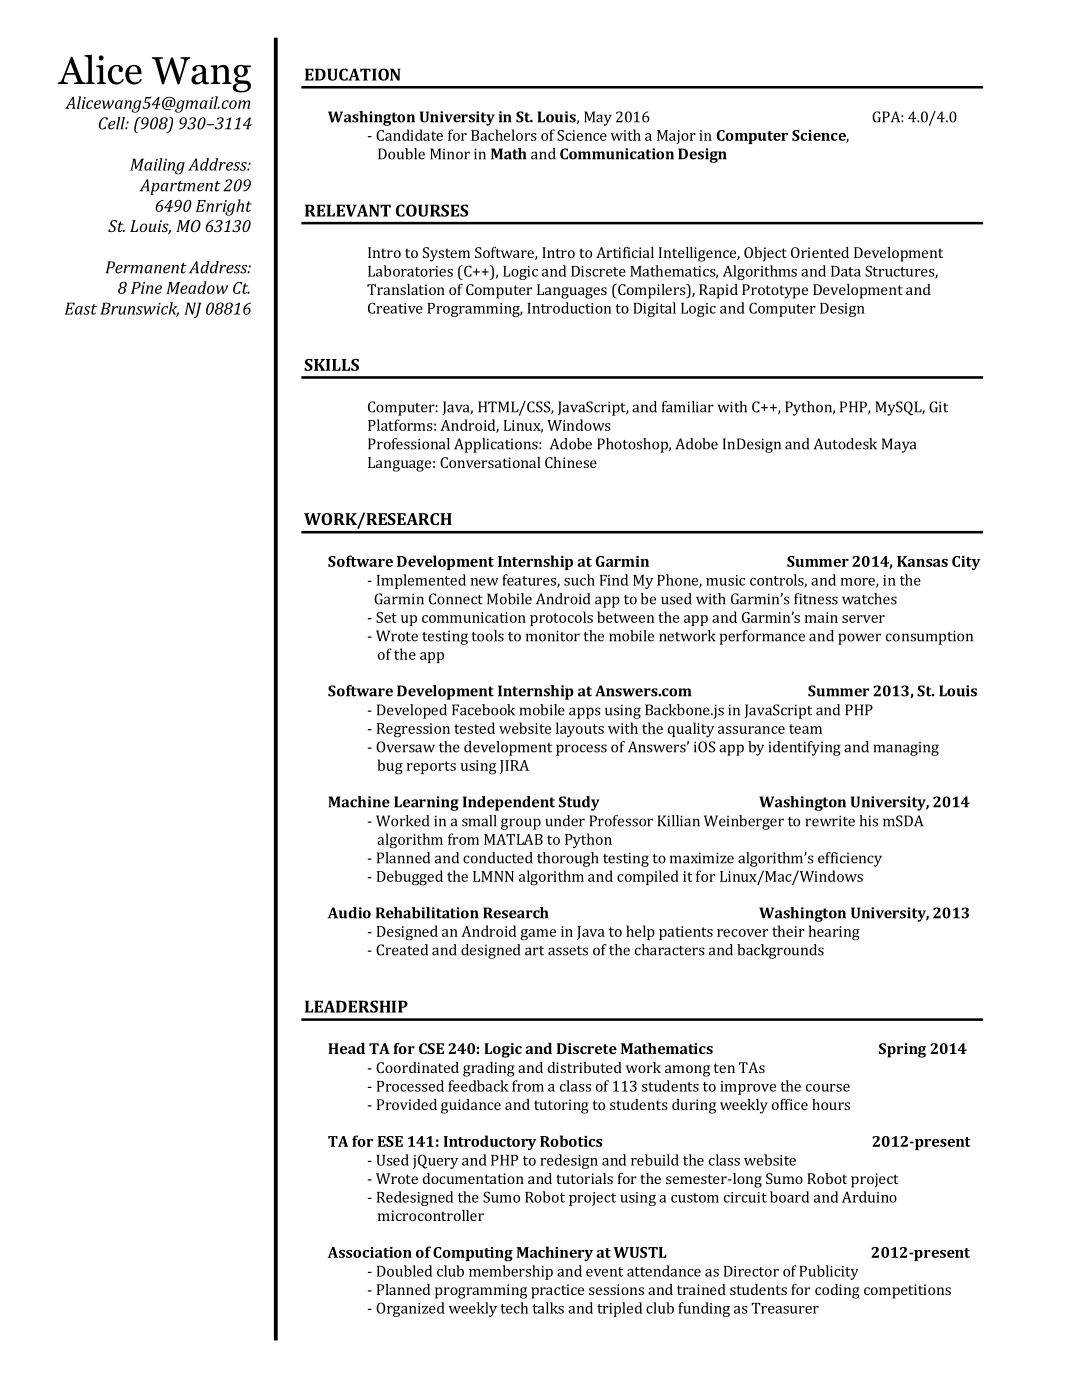 Alice Wang
Alicewang54@gmail.com
Cell: (908) 930–3114
Mailing Address:
Apartment 209
6490 Enright
St. Louis, MO 63130
Permanent Address:
8 Pine Meadow Ct.
East Brunswick, NJ 08816
EDUCATION
Washington University in St. Louis, May 2016 GPA: 4.0/4.0
- Candidate for Bachelors of Science with a Major in Computer Science,
Double Minor in Math and Communication Design
RELEVANT COURSES
Intro to System Software, Intro to Artificial Intelligence, Object Oriented Development
Laboratories (C++), Logic and Discrete Mathematics, Algorithms and Data Structures,
Translation of Computer Languages (Compilers), Rapid Prototype Development and
Creative Programming, Introduction to Digital Logic and Computer Design
SKILLS
Computer: Java, HTML/CSS, JavaScript, and familiar with C++, Python, PHP, MySQL, Git
Platforms: Android, Linux, Windows
Professional Applications: Adobe Photoshop, Adobe InDesign and Autodesk Maya
Language: Conversational Chinese
WORK/RESEARCH
Software Development Internship at Garmin Summer 2014, Kansas City
- Implemented new features, such Find My Phone, music controls, and more, in the
Garmin Connect Mobile Android app to be used with Garmin's fitness watches
- Set up communication protocols between the app and Garmin's main server
- Wrote testing tools to monitor the mobile network performance and power consumption
of the app
Software Development Internship at Answers.com Summer 2013, St. Louis
- Developed Facebook mobile apps using Backbone.js in JavaScript and PHP
- Regression tested website layouts with the quality assurance team
- Oversaw the development process of Answers' iOS app by identifying and managing
bug reports using JIRA
Machine Learning Independent Study Washington University, 2014
- Worked in a small group under Professor Killian Weinberger to rewrite his mSDA
algorithm from MATLAB to Python
- Planned and conducted thorough testing to maximize algorithm's efficiency
- Debugged the LMNN algorithm and compiled it for Linux/Mac/Windows
Audio Rehabilitation Research Washington University, 2013
- Designed an Android game in Java to help patients recover their hearing
- Created and designed art assets of the characters and backgrounds
LEADERSHIP
Head TA for CSE 240: Logic and Discrete Mathematics Spring 2014
- Coordinated grading and distributed work among ten TAs
- Processed feedback from a class of 113 students to improve the course
- Provided guidance and tutoring to students during weekly office hours
TA for ESE 141: Introductory Robotics 2012-present
- Used jQuery and PHP to redesign and rebuild the class website
- Wrote documentation and tutorials for the semester-long Sumo Robot project
- Redesigned the Sumo Robot project using a custom circuit board and Arduino
microcontroller
Association of Computing Machinery at WUSTL 2012-present
- Doubled club membership and event attendance as Director of Publicity
- Planned programming practice sessions and trained students for coding competitions
- Organized weekly tech talks and tripled club funding as Treasurer